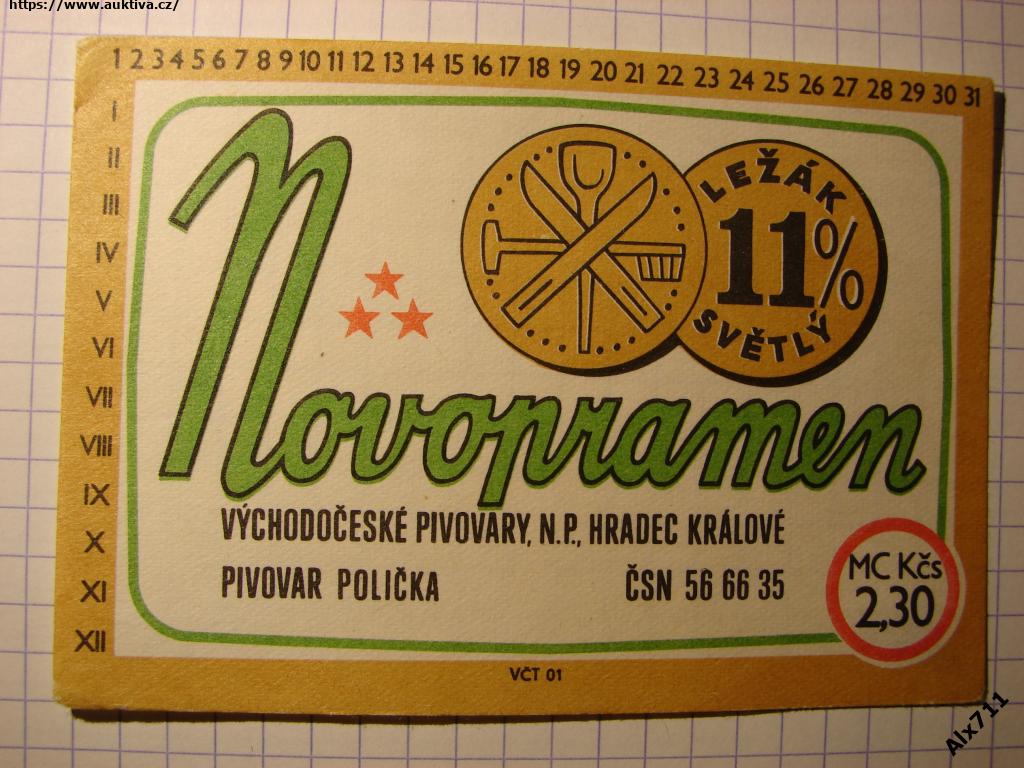 https://www.auktiva.cz/
1 2 3 4 5 6 7 8 9 10 11 12 13 14 15 16 17 18 19 20 21 22 23 24 25 26 27 28 29 30 31
I
II
III
IV
V
VI
VII
VIII
IX
X
XI
XII
LEŽÁK
11%
SVĚTLÝ
Novopramen
VÝCHODOČESKÉ PIVOVARY, N.P., HRADEC KRÁLOVÉ
PIVOVAR POLIČKA ČSN 56 66 35
MC Kčs
2,30
VČT 01
Alx711